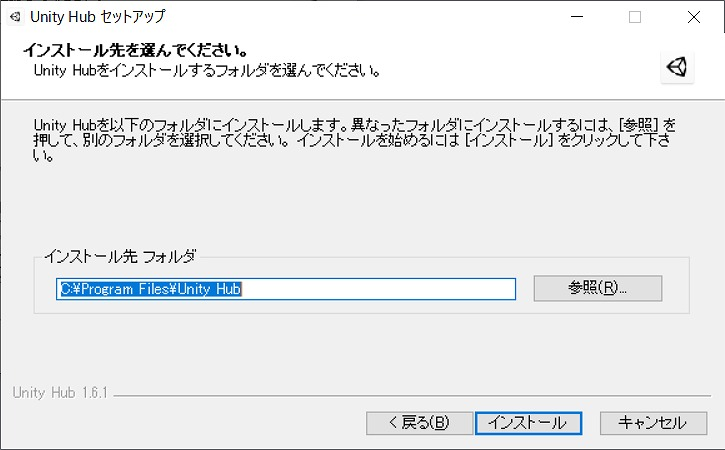 Unity Hub セットアップ
インストール先を選んでください。
Unity Hubをインストールするフォルダを選んでください。
Unity Hubを以下のフォルダにインストールします。異なったフォルダにインストールするには、[参照] を
押して、別のフォルダを選択してください。 インストールを始めるには [インストール] をクリックして下さ
い。
インストール先 フォルダ
C:¥Program Files¥Unity Hub
参照(R)...
Unity Hub 1.6.1
< 戻る(B)
インストール
キャンセル